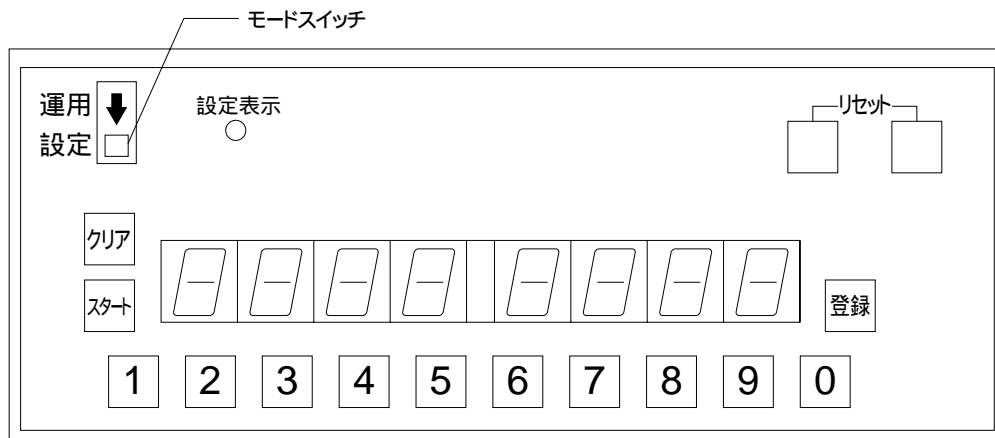 モードスイッチ
運用
設定
設定表示
リセット
クリア
スタート
登録
1 2 3 4 5 6 7 8 9 0